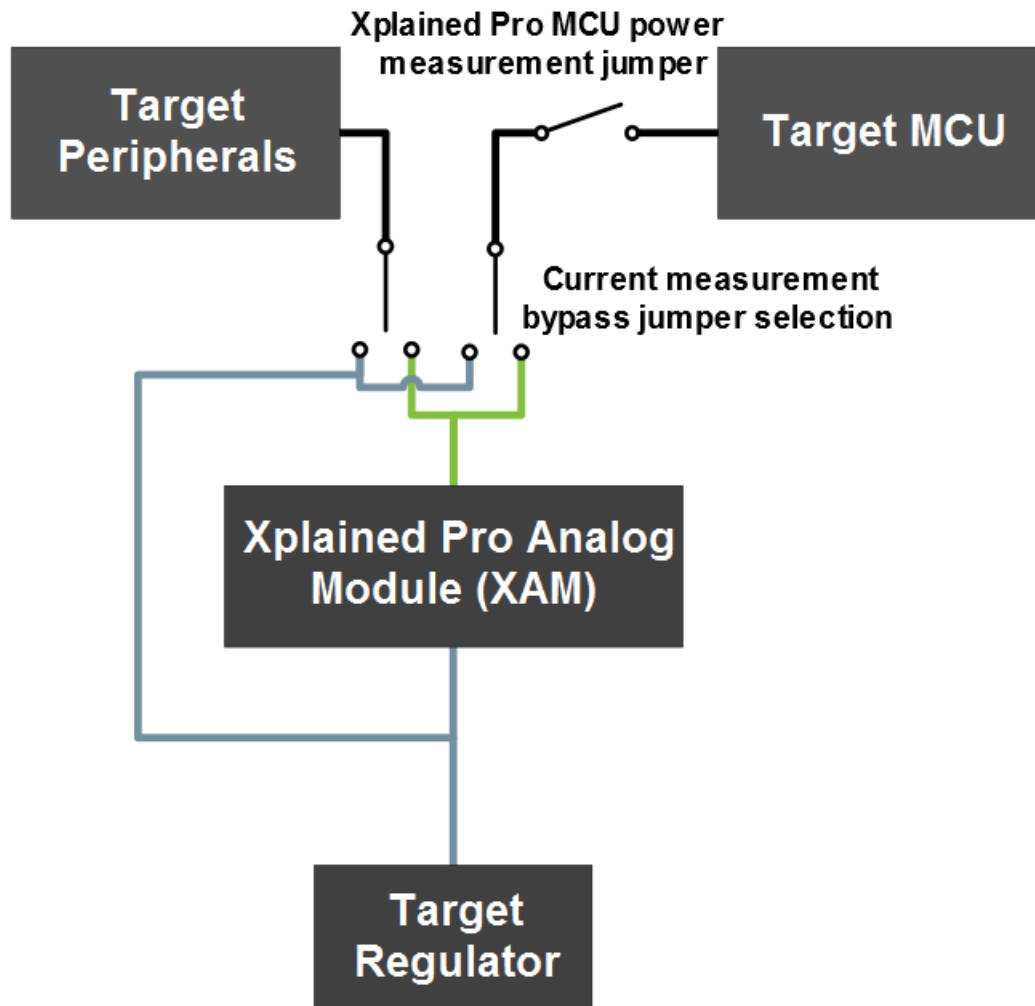 Xplained Pro MCU power
measurement jumper
Target
Peripherals
Target MCU
Current measurement
bypass jumper selection
Xplained Pro Analog
Module (XAM)
Target
Regulator